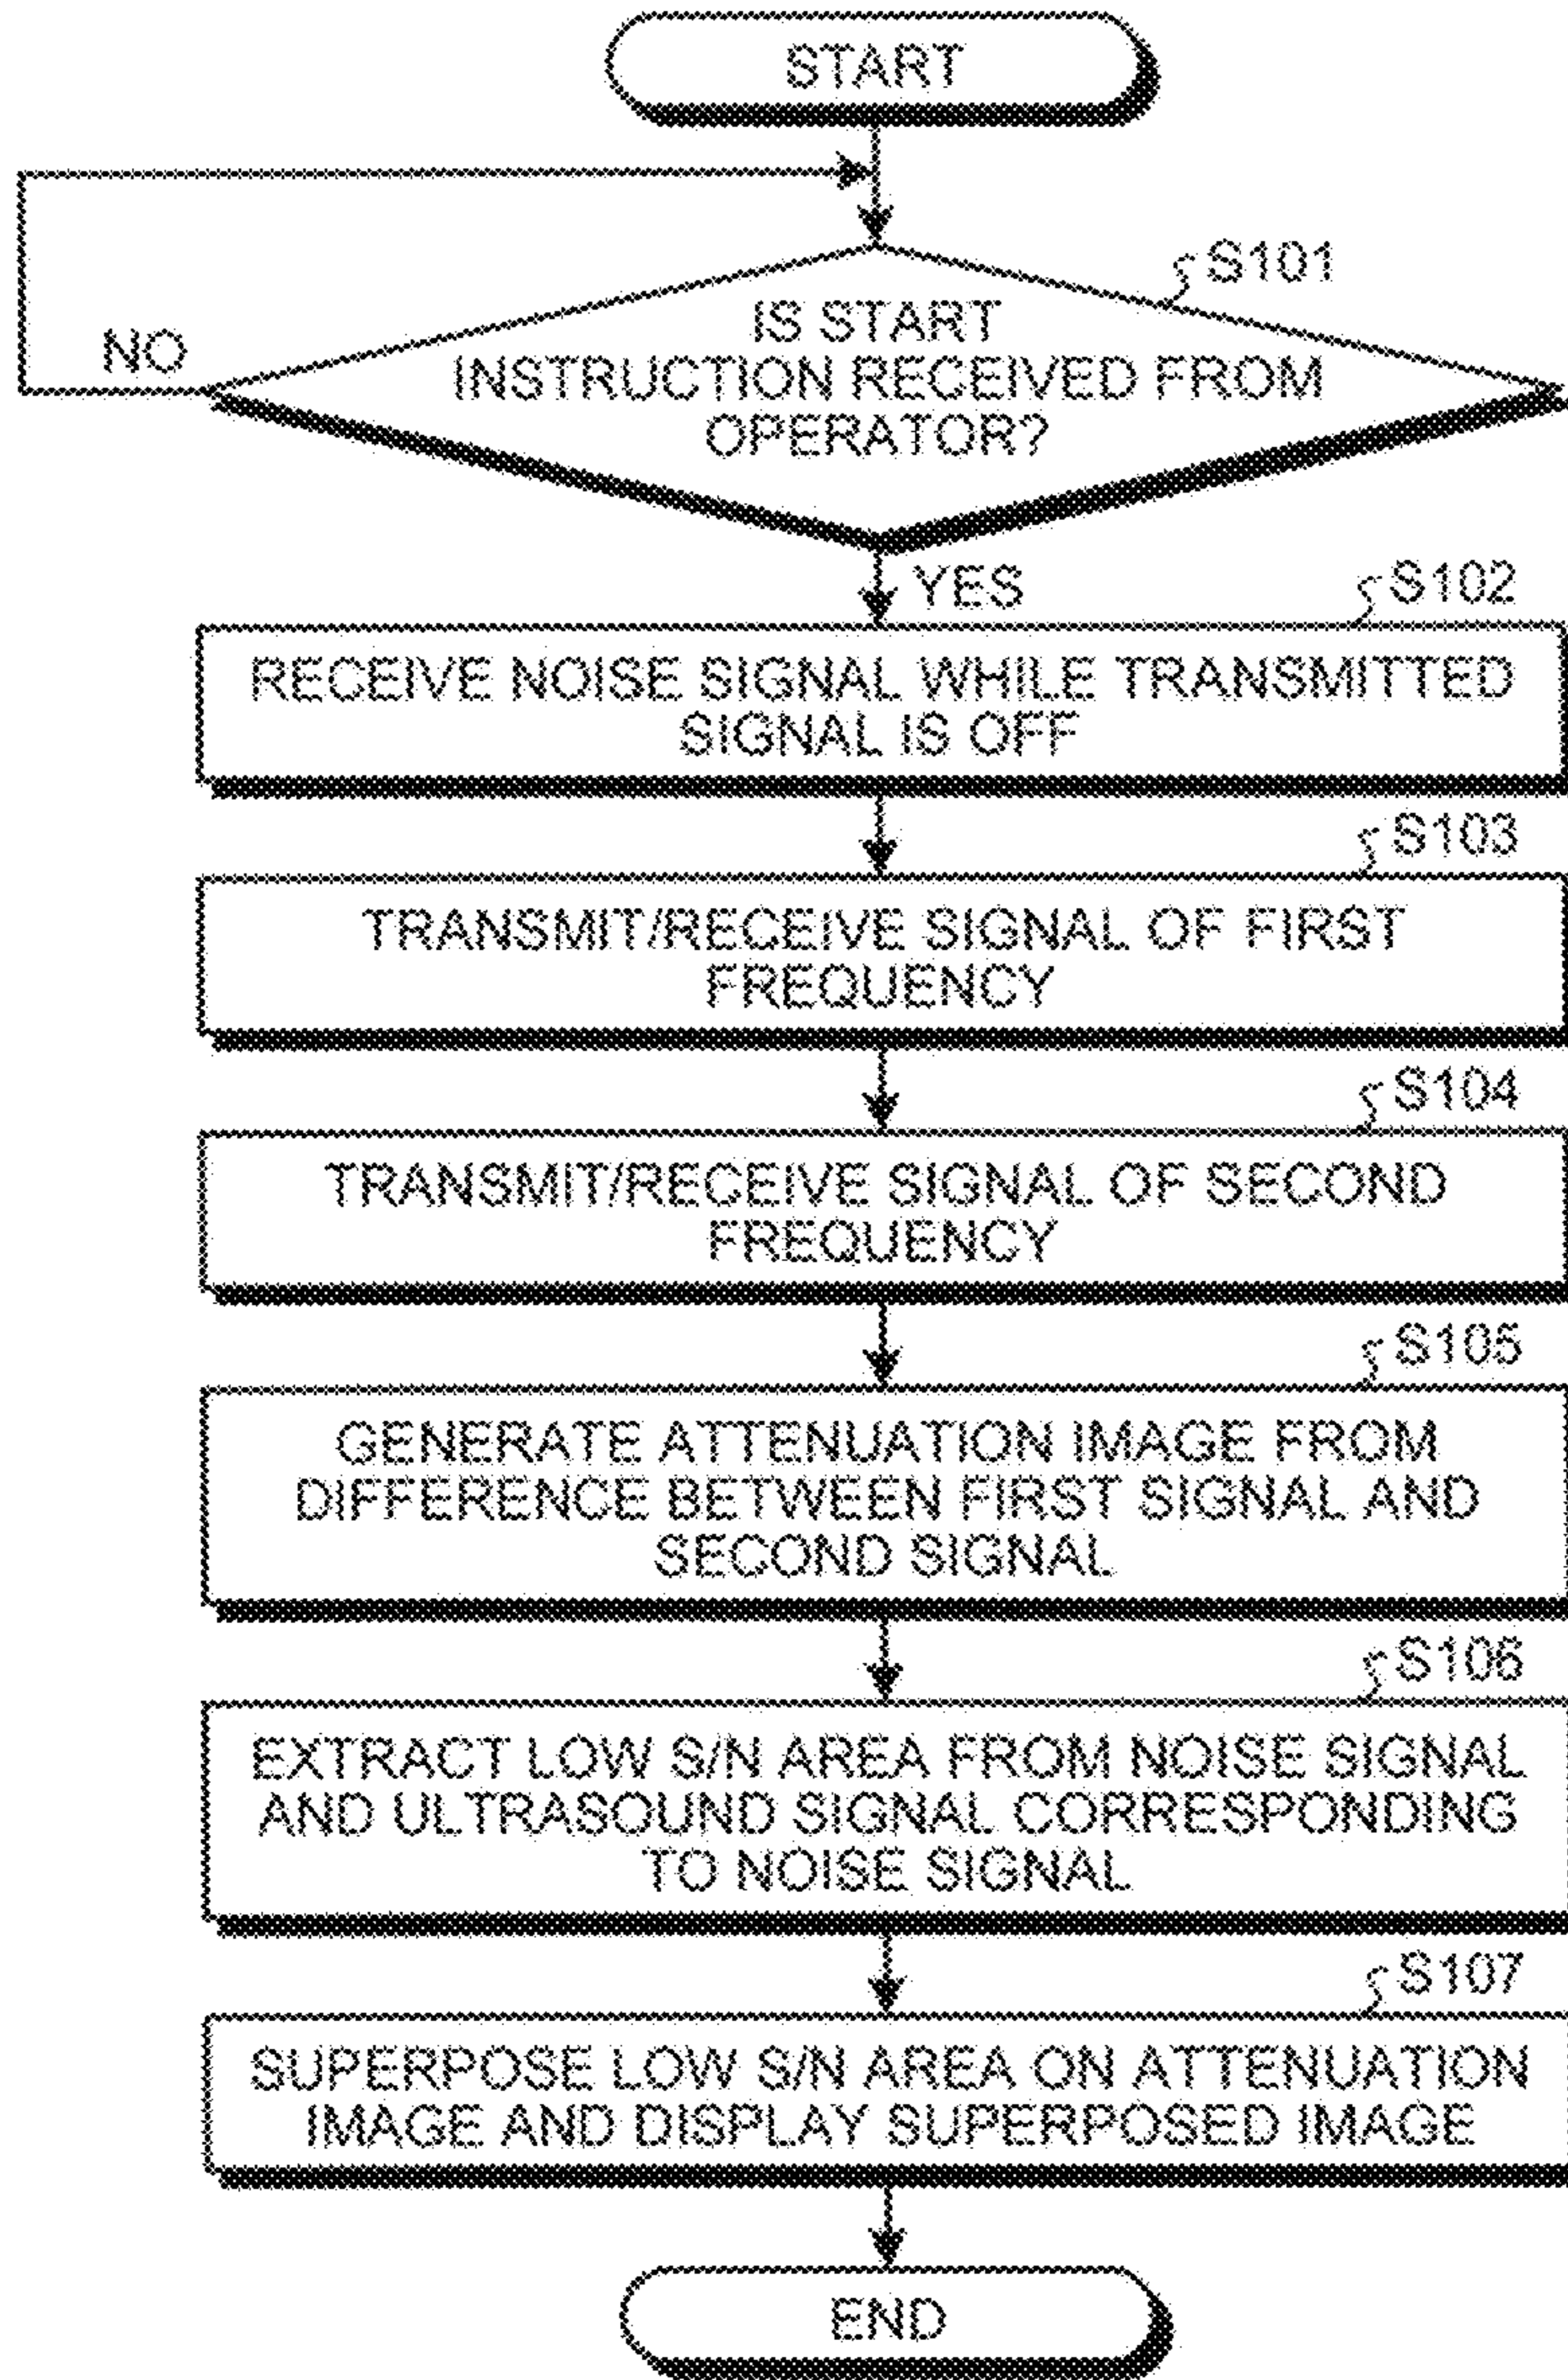 START
S101
IS START
INSTRUCTION RECEIVED FROM
OPERATOR?
NO
YES
S102
RECEIVE NOISE SIGNAL WHILE TRANSMITTED
SIGNAL IS OFF
S103
TRANSMIT/RECEIVE SIGNAL OF FIRST
FREQUENCY
S104
TRANSMIT/RECEIVE SIGNAL OF SECOND
FREQUENCY
S105
GENERATE ATTENUATION IMAGE FROM
DIFFERENCE BETWEEN FIRST SIGNAL AND
SECOND SIGNAL
S106
EXTRACT LOW S/N AREA FROM NOISE SIGNAL
AND ULTRASOUND SIGNAL CORRESPONDING
TO NOISE SIGNAL
S107
SUPERPOSE LOW S/N AREA ON ATTENUATION
IMAGE AND DISPLAY SUPERPOSED IMAGE
END